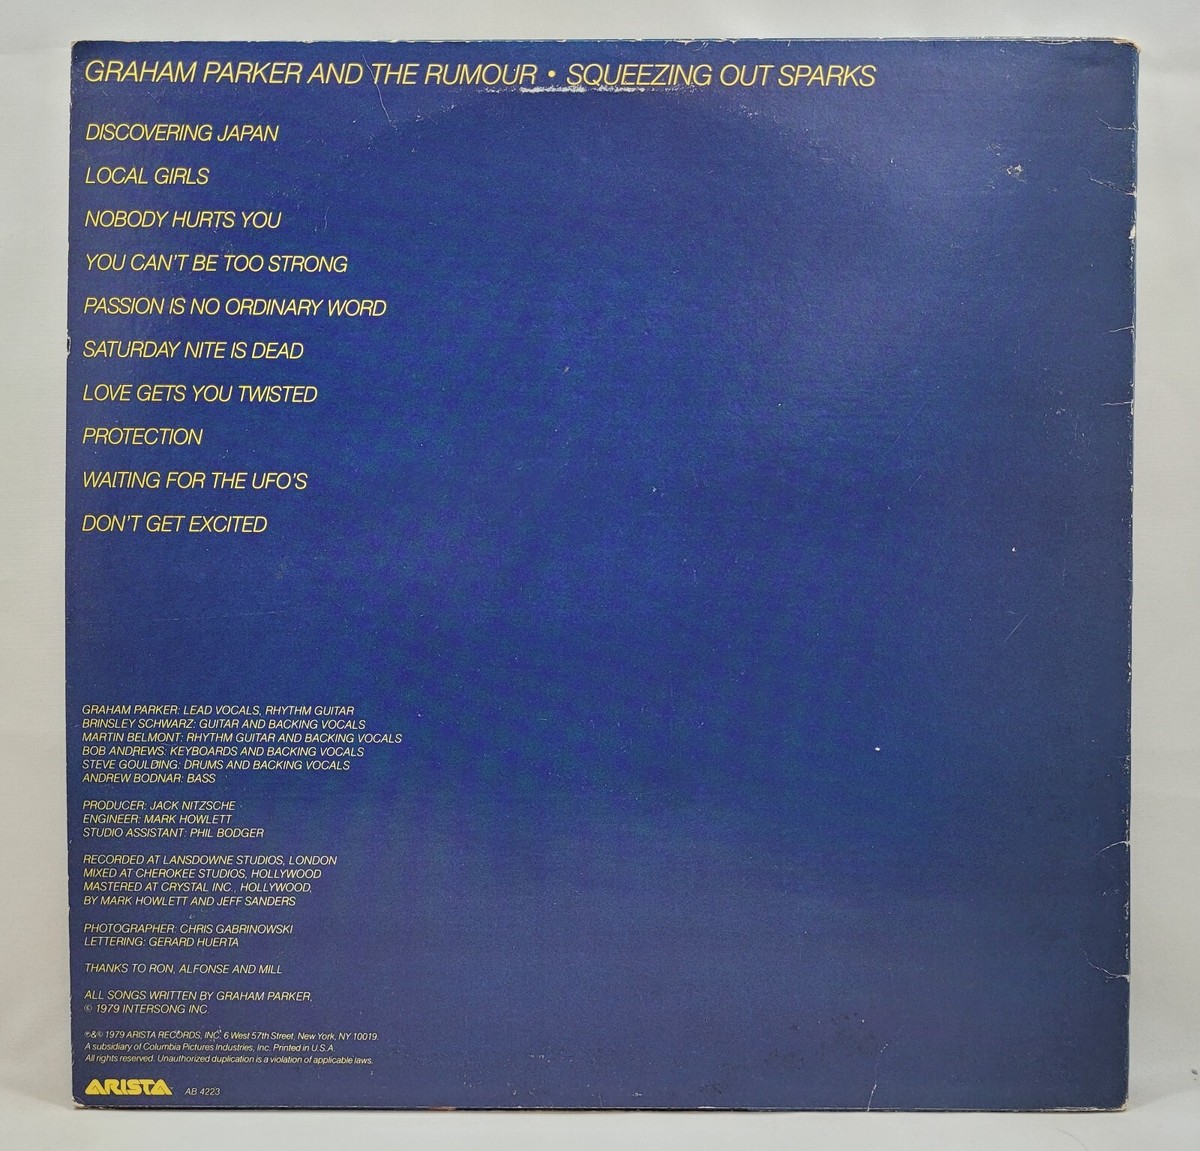 GRAHAM PARKER AND THE RUMOUR • SQUEEZING OUT SPARKS
DISCOVERING JAPAN
LOCAL GIRLS
NOBODY HURTS YOU
YOU CAN'T BE TOO STRONG
PASSION IS NO ORDINARY WORD
SATURDAY NITE IS DEAD
LOVE GETS YOU TWISTED
PROTECTION
WAITING FOR THE UFO'S
DON'T GET EXCITED
GRAHAM PARKER: LEAD VOCALS, RHYTHM GUITAR
BRINSLEY SCHWARZ: GUITAR AND BACKING VOCALS
MARTIN BELMONT: RHYTHM GUITAR AND BACKING VOCALS
BOB ANDREWS: KEYBOARDS AND BACKING VOCALS
STEVE GOULDING: DRUMS AND BACKING VOCALS
ANDREW BODNAR: BASS
PRODUCER: JACK NITZSCHE
ENGINEER: MARK HOWLETT
STUDIO ASSISTANT: PHIL BODGER
RECORDED AT LANSDOWNE STUDIOS, LONDON
MIXED AT CHEROKEE STUDIOS, HOLLYWOOD
MASTERED AT CRYSTAL INC., HOLLYWOOD,
BY MARK HOWLETT AND JEFF SANDERS
PHOTOGRAPHER: CHRIS GABRINOWSKI
LETTERING: GERARD HUERTA
THANKS TO RON, ALFONSE AND MILL
ALL SONGS WRITTEN BY GRAHAM PARKER,
© 1979 INTERSONG INC.
℗&© 1979 ARISTA RECORDS, INC. 6 West 57th Street, New York, NY 10019.
A subsidiary of Columbia Pictures Industries, Inc. Printed in U.S.A.
All rights reserved. Unauthorized duplication is a violation of applicable laws.
ARISTA AB 4223